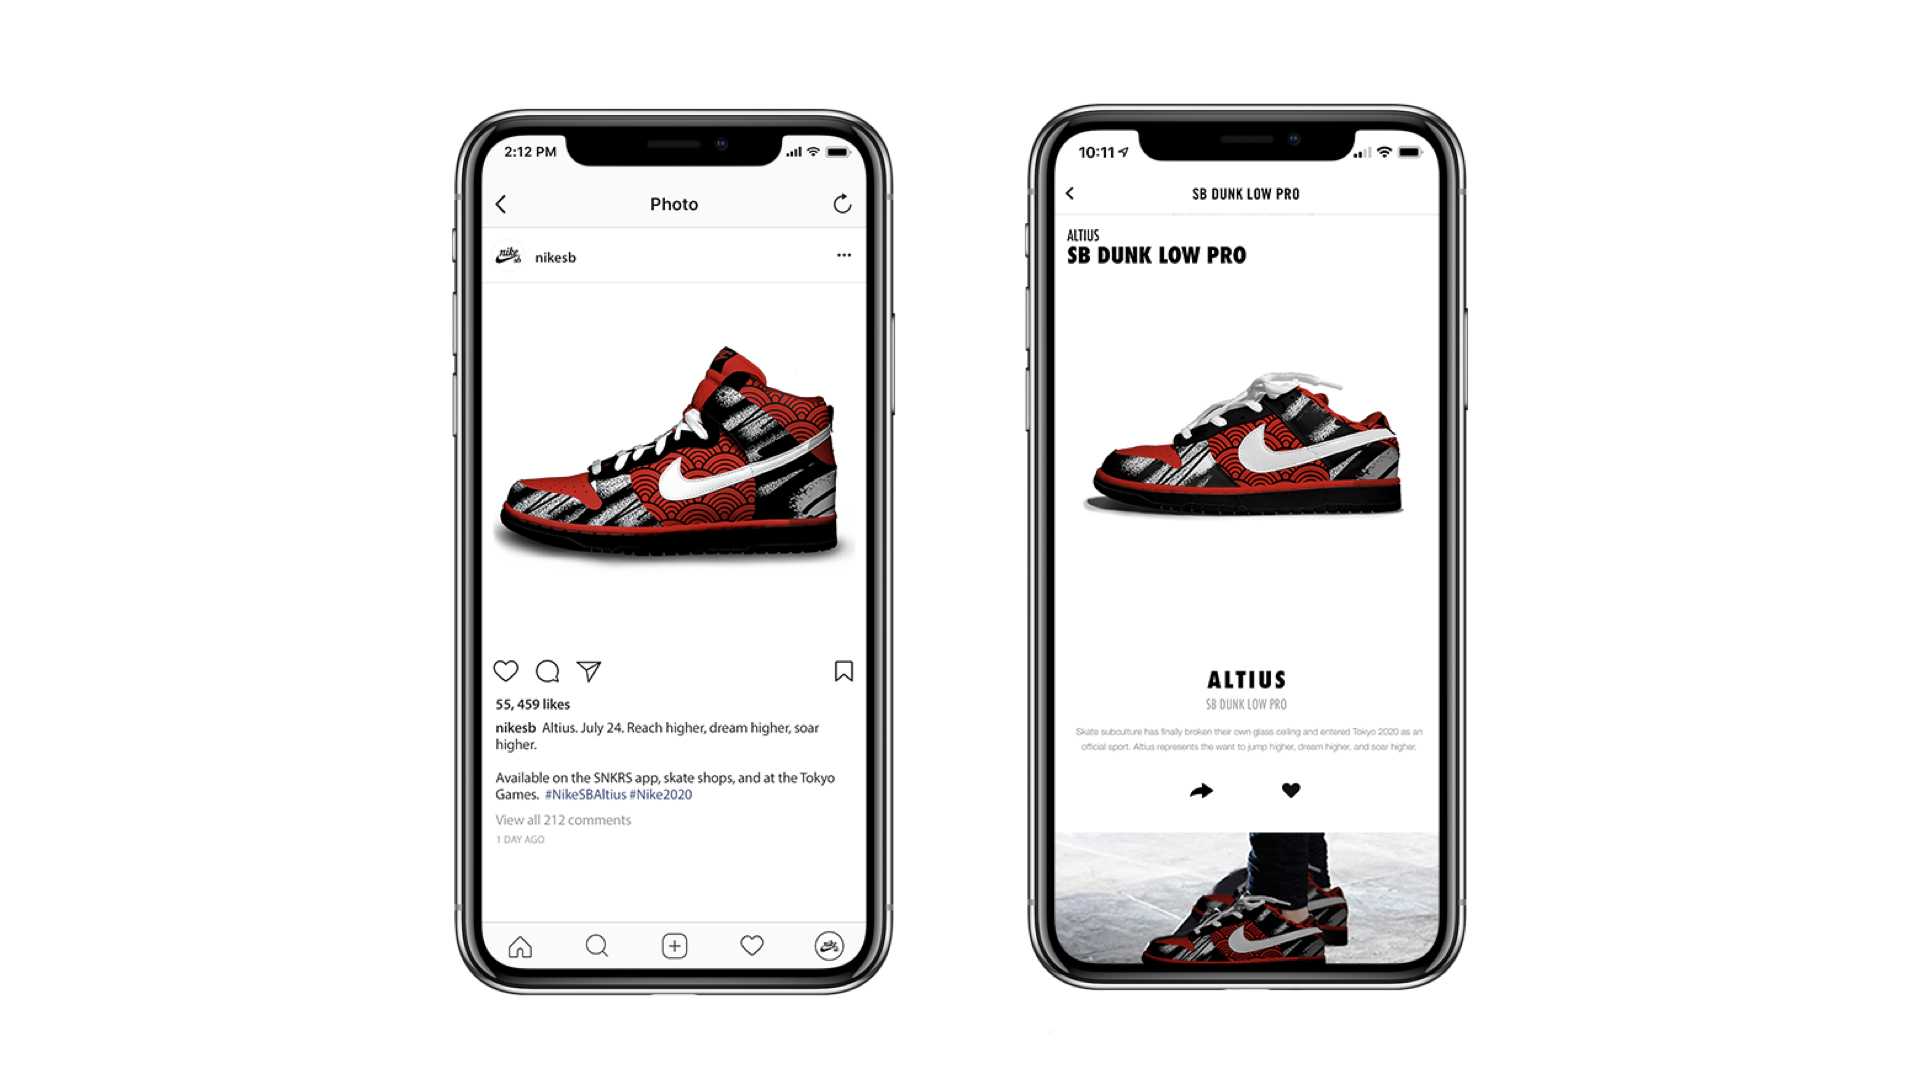 2:12 PM
Photo
nike
sb
nikesb
55, 459 likes
nikesb Altius. July 24. Reach higher, dream higher, soar
higher.
Available on the SNKRS app, skate shops, and at the Tokyo
Games. #NikeSBAltius #Nike2020
View all 212 comments
1 DAY AGO
nike
10:11
SB DUNK LOW PRO
ALTIUS
SB DUNK LOW PRO
ALTIUS
SB DUNK LOW PRO
Skate subculture has finally broken their own glass ceiling and entered Tokyo 2020 as an
official sport. Altius represents the want to jump higher, dream higher, and soar higher.